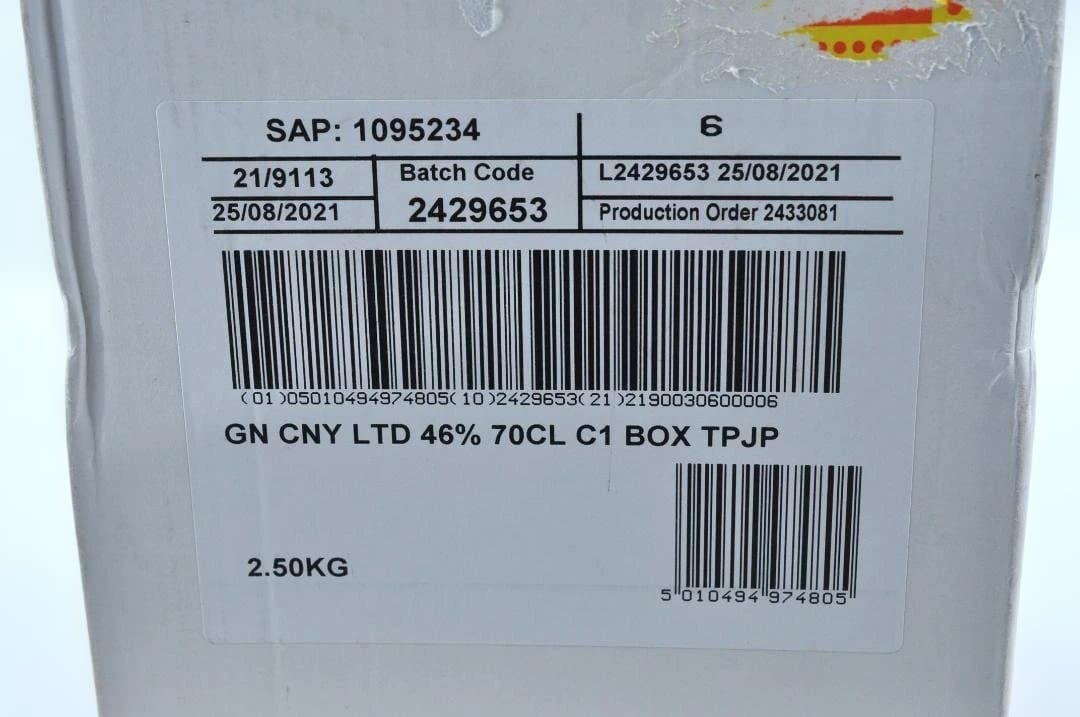 SAP: 1095234
6
21/9113
Batch Code
L2429653 25/08/2021
25/08/2021
2429653
Production Order 2433081
(01)05010494974805(10)2429653(21)2190030600006
GN CNY LTD 46% 70CL C1 BOX TPJP
2.50KG
5 010494 974805